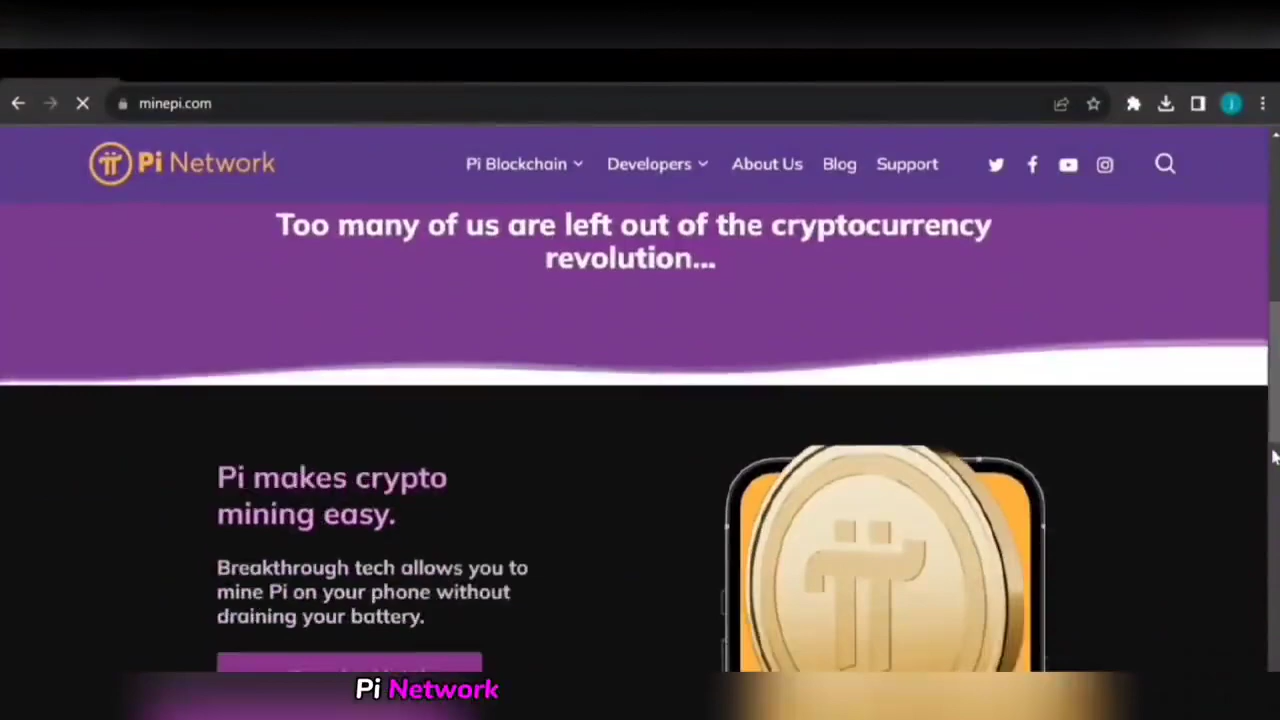 minepi.com
Pi Network
Pi Blockchain
Developers
About Us
Blog
Support
Too many of us are left out of the cryptocurrency
revolution...
Pi makes crypto
mining easy.
Breakthrough tech allows you to
mine Pi on your phone without
draining your battery.
Pi Network